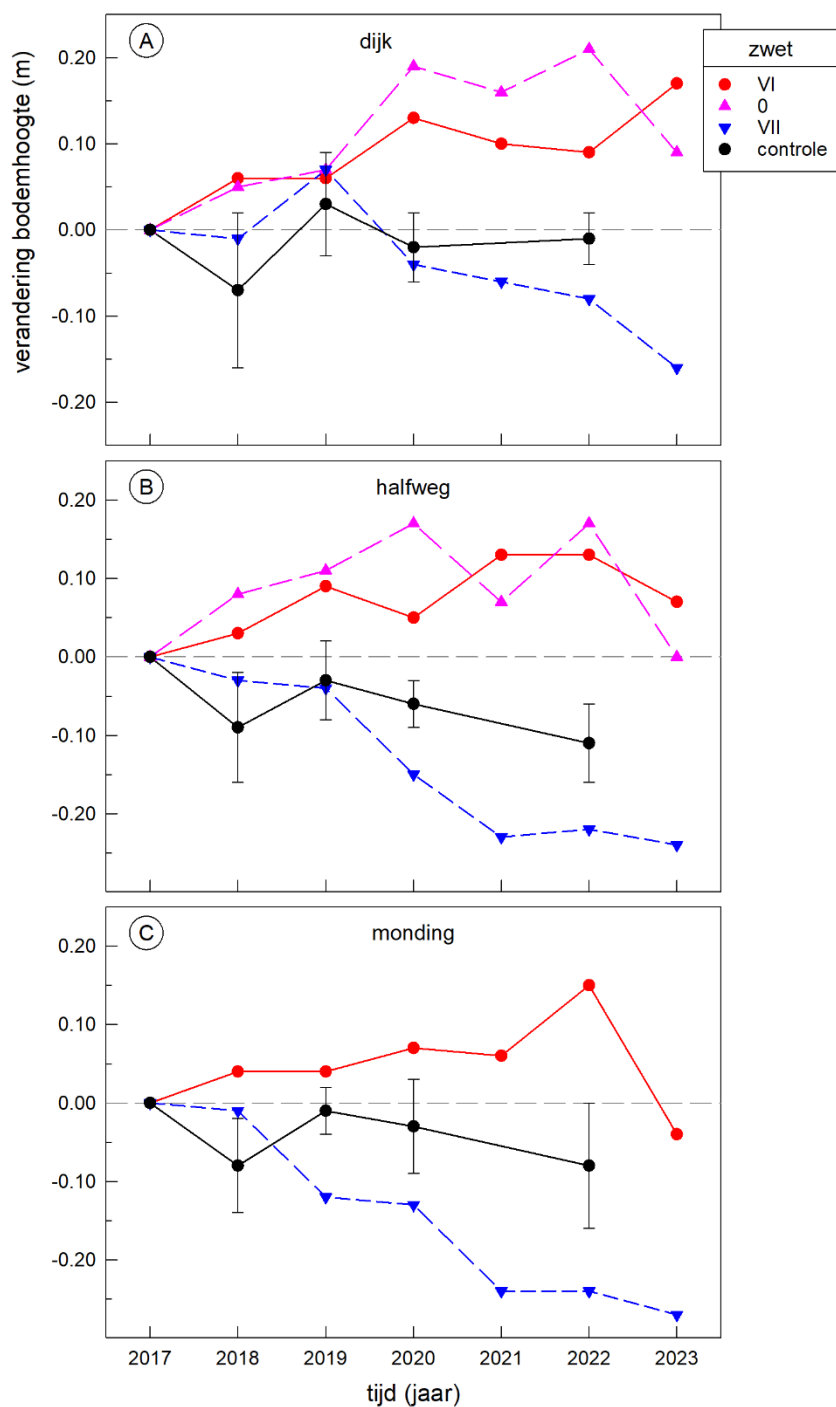 A
dijk
zwet
VI
0
VII
controle
0.20
0.10
0.00
-0.10
-0.20
verandering bodemhoogte (m)
B
halfweg
0.20
0.10
0.00
-0.10
-0.20
C
monding
0.20
0.10
0.00
-0.10
-0.20
2017 2018 2019 2020 2021 2022 2023
tijd (jaar)